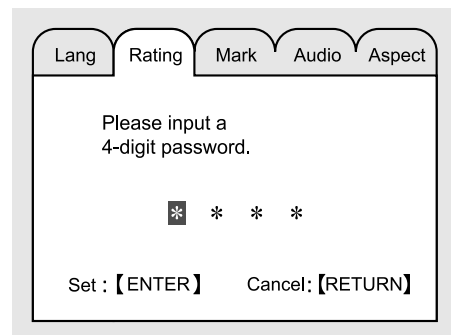 Lang Rating Mark Audio Aspect
Please input a
4-digit password.
* * * *
Set :【ENTER】 Cancel:【RETURN】